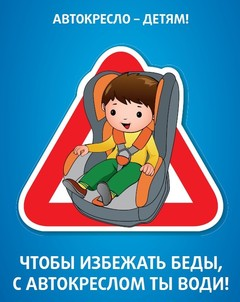 АВТОКРЕСЛО – ДЕТЯМ!
ЧТОБЫ ИЗБЕЖАТЬ БЕДЫ,
С АВТОКРЕСЛОМ ТЫ ВОДИ!